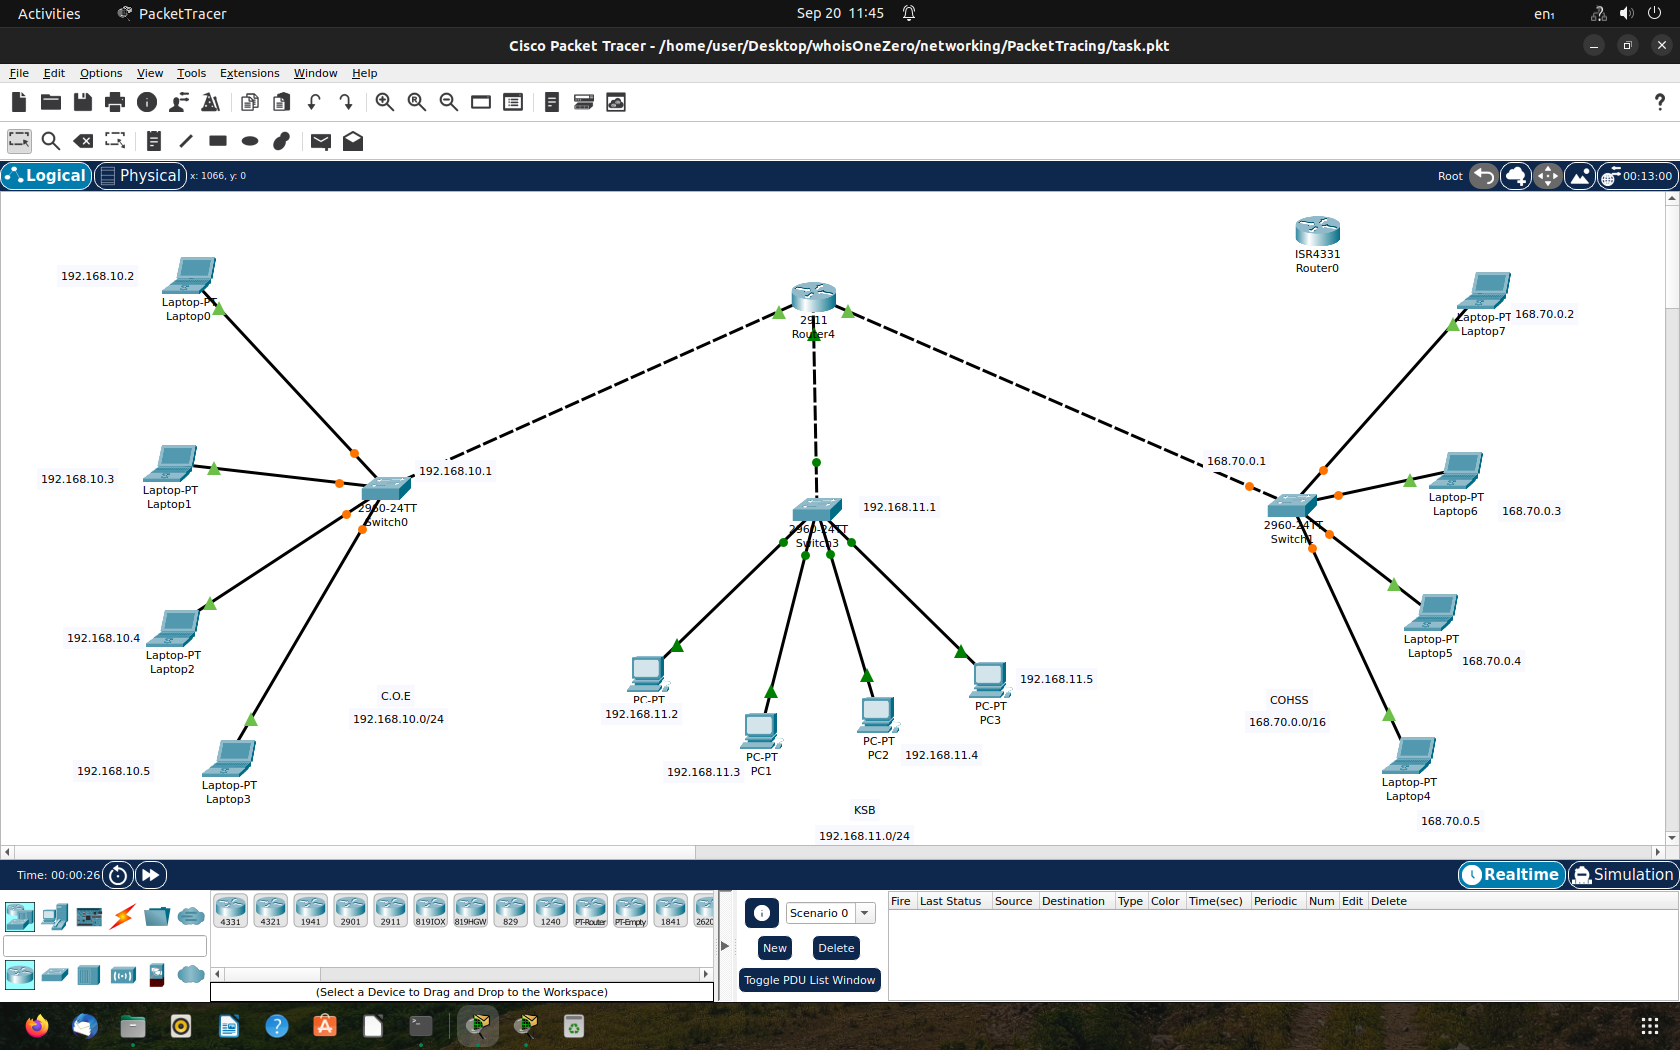 Activities
PacketTracer
Sep 20 11:45
en₁
Cisco Packet Tracer - /home/user/Desktop/whoisOneZero/networking/PacketTracing/task.pkt
File Edit Options View Tools Extensions Window Help
?
Logical
Physical
x: 1066, y: 0
Root
00:13:00
ISR4331
Router0
192.168.10.2
Laptop-PT
Laptop0
2911
Router4
Laptop-PT
Laptop7
168.70.0.2
192.168.10.3
Laptop-PT
Laptop1
192.168.10.1
2960-24TT
Switch0
192.168.11.1
2960-24TT
Switch3
168.70.0.1
2960-24TT
Switch1
Laptop-PT
Laptop6
168.70.0.3
192.168.10.4
Laptop-PT
Laptop2
Laptop-PT
Laptop5
168.70.0.4
C.O.E
192.168.10.0/24
PC-PT
192.168.11.2
192.168.11.5
PC-PT
PC3
COHSS
168.70.0.0/16
192.168.10.5
Laptop-PT
Laptop3
192.168.11.3
PC-PT
PC1
PC-PT
PC2
192.168.11.4
Laptop-PT
Laptop4
168.70.0.5
KSB
192.168.11.0/24
Time: 00:00:26
Realtime
Simulation
4331 4321 1941 2901 2911 819IOX 819HGW 829 1240 PT-Router PT-Empty 1841 2620
(Select a Device to Drag and Drop to the Workspace)
Scenario 0
New
Delete
Toggle PDU List Window
Fire Last Status Source Destination Type Color Time(sec) Periodic Num Edit Delete